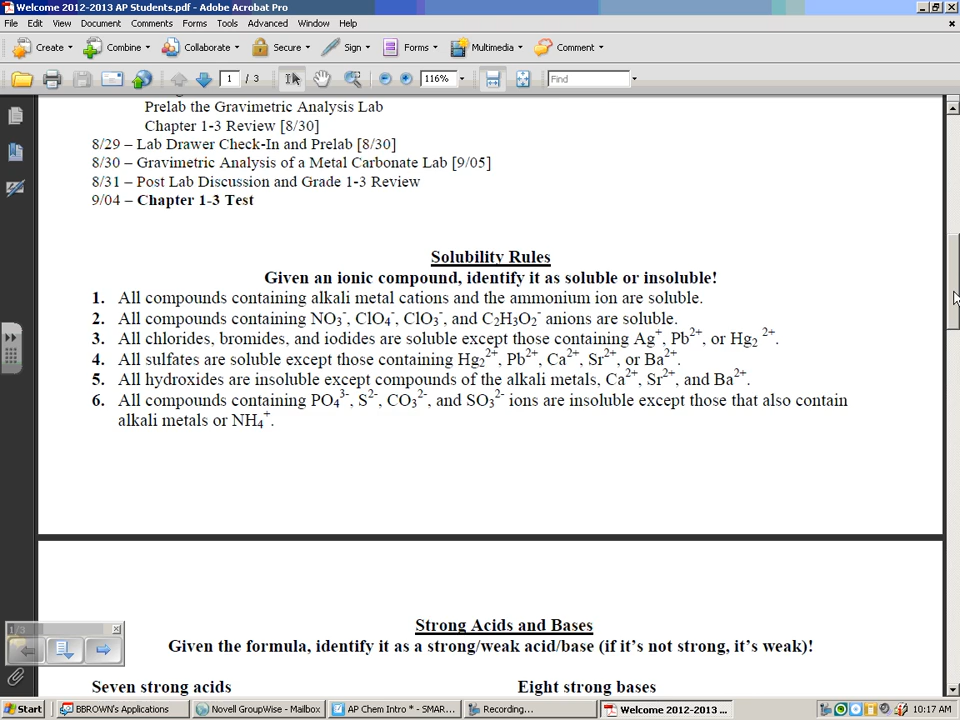 Welcome 2012-2013 AP Students.pdf - Adobe Acrobat Pro
File Edit View Document Comments Forms Tools Advanced Window Help
Create Combine Collaborate Secure Sign Forms Multimedia Comment
1 / 3 116% Find
Prelab the Gravimetric Analysis Lab
Chapter 1-3 Review [8/30]
8/29 – Lab Drawer Check-In and Prelab [8/30]
8/30 – Gravimetric Analysis of a Metal Carbonate Lab [9/05]
8/31 – Post Lab Discussion and Grade 1-3 Review
9/04 – Chapter 1-3 Test
Solubility Rules
Given an ionic compound, identify it as soluble or insoluble!
1. All compounds containing alkali metal cations and the ammonium ion are soluble.
2. All compounds containing NO₃⁻, ClO₄⁻, ClO₃⁻, and C₂H₃O₂⁻ anions are soluble.
3. All chlorides, bromides, and iodides are soluble except those containing Ag⁺, Pb²⁺, or Hg₂ ²⁺.
4. All sulfates are soluble except those containing Hg₂²⁺, Pb²⁺, Ca²⁺, Sr²⁺, or Ba²⁺.
5. All hydroxides are insoluble except compounds of the alkali metals, Ca²⁺, Sr²⁺, and Ba²⁺.
6. All compounds containing PO₄³⁻, S²⁻, CO₃²⁻, and SO₃²⁻ ions are insoluble except those that also contain
alkali metals or NH₄⁺.
1/3
Strong Acids and Bases
Given the formula, identify it as a strong/weak acid/base (if it's not strong, it's weak)!
Seven strong acids Eight strong bases
Start BBROWN's Applications Novell GroupWise - Mailbox AP Chem Intro * - SMAR... Recording... Welcome 2012-2013 ... 10:17 AM